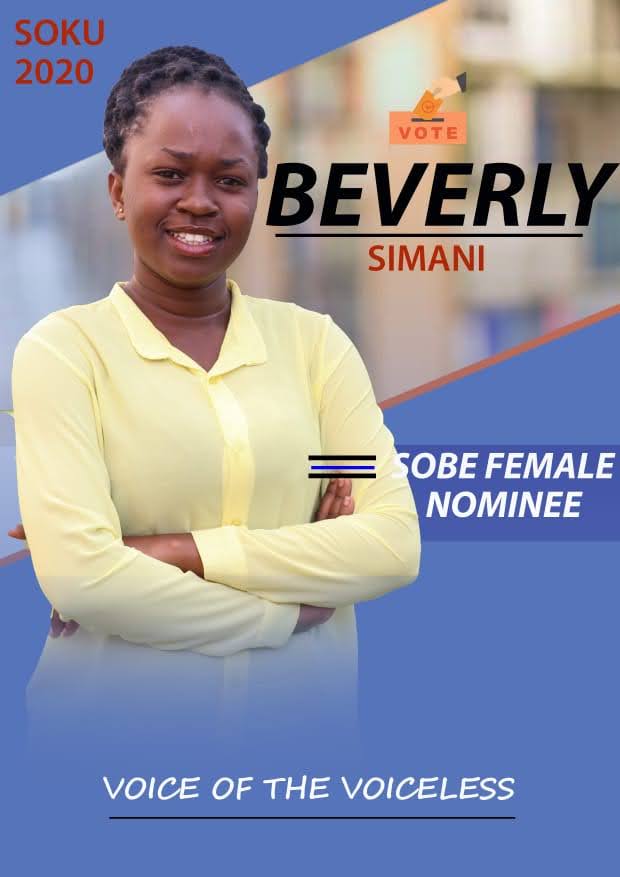 SOKU
2020
VOTE
BEVERLY
SIMANI
SOBE FEMALE
NOMINEE
VOICE OF THE VOICELESS